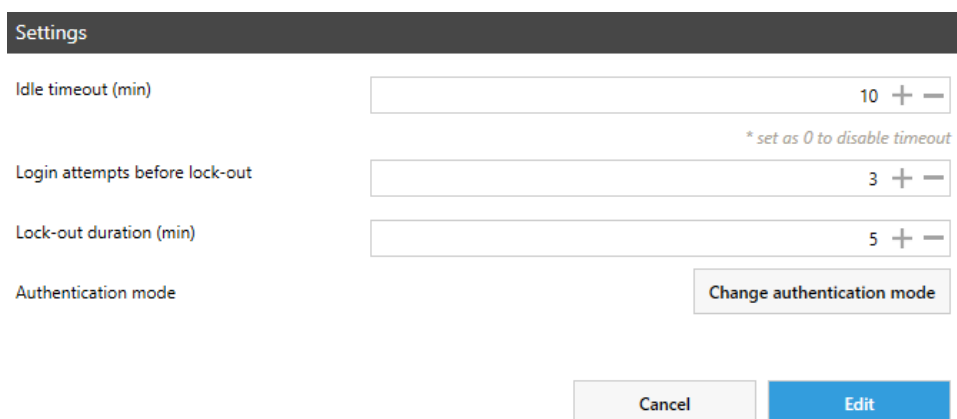 Settings
Idle timeout (min)
10
* set as 0 to disable timeout
Login attempts before lock-out
3
Lock-out duration (min)
5
Authentication mode
Change authentication mode
Cancel
Edit